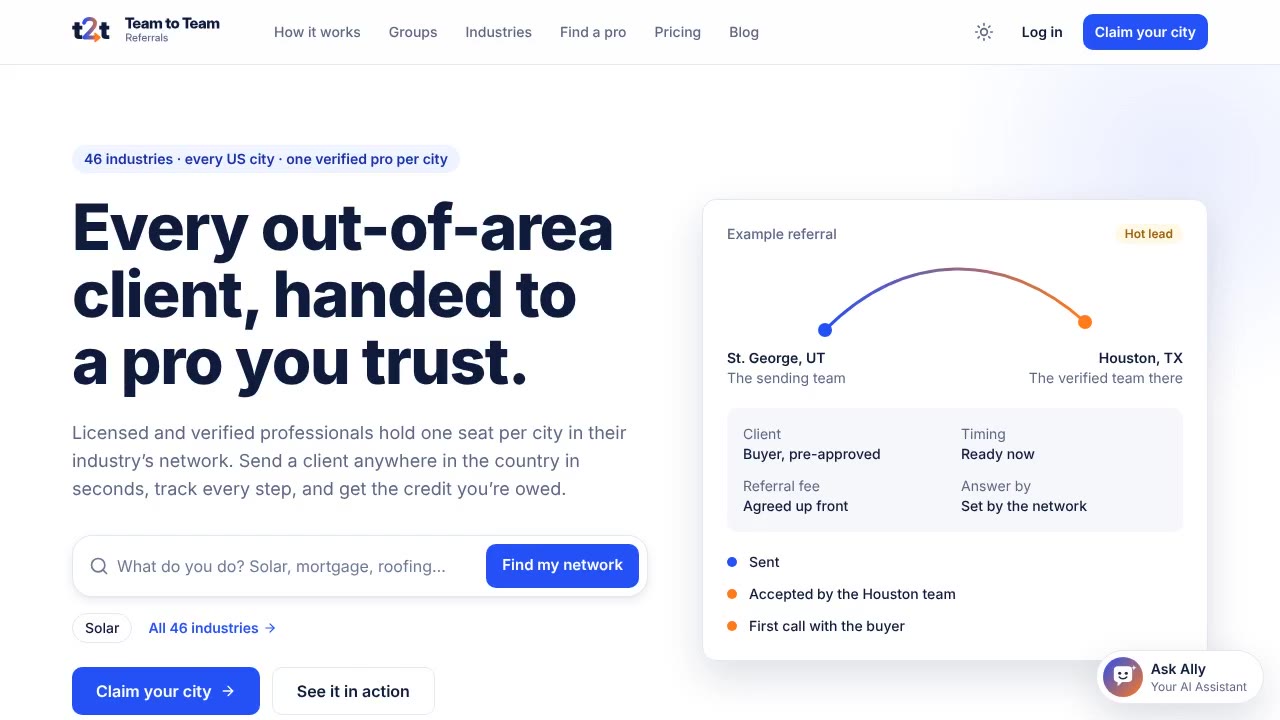 t2t
Team to Team
Referrals
How it works
Groups
Industries
Find a pro
Pricing
Blog
Log in
Claim your city
46 industries · every US city · one verified pro per city
Every out-of-area
client, handed to
a pro you trust.
Licensed and verified professionals hold one seat per city in their
industry’s network. Send a client anywhere in the country in
seconds, track every step, and get the credit you’re owed.
What do you do? Solar, mortgage, roofing...
Find my network
Solar
All 46 industries →
Claim your city →
See it in action
Example referral
Hot lead
St. George, UT
Houston, TX
The sending team
The verified team there
Client
Timing
Buyer, pre-approved
Ready now
Referral fee
Answer by
Agreed up front
Set by the network
Sent
Accepted by the Houston team
First call with the buyer
Ask Ally
Your AI Assistant